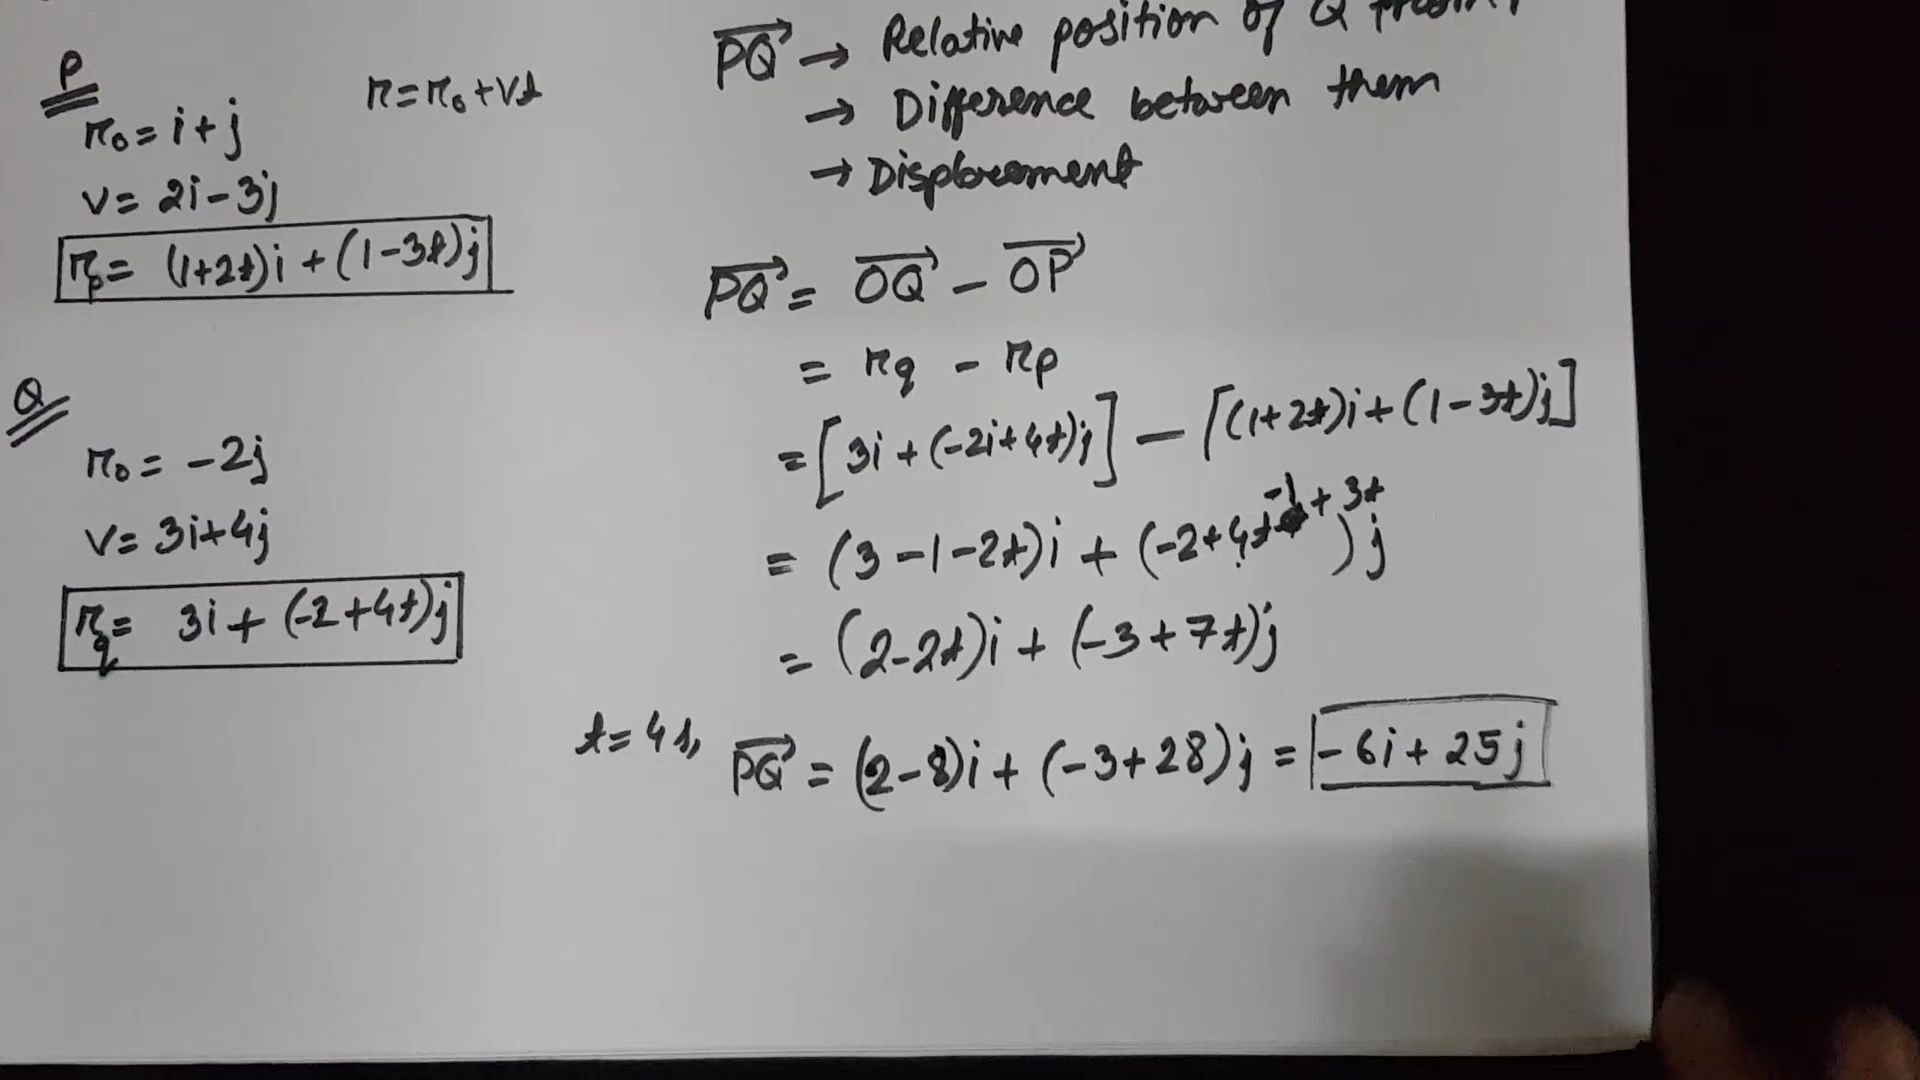 P
r₀ = i + j
r = r₀ + vt
v = 2i - 3j
rₚ = (1+2t)i + (1-3t)j
Q
r₀ = -2j
v = 3i + 4j
r_q = 3i + (-2+4t)j
PQ→ → Relative position of Q
→ Difference between them
→ Displacement
PQ→ = OQ→ - OP→
= r_q - rₚ
= [3i + (-2i+4t)j] - [(1+2t)i + (1-3t)j]
= (3-1-2t)i + (-2+4t-1+3t)j
= (2-2t)i + (-3+7t)j
t = 4s, PQ→ = (2-8)i + (-3+28)j = -6i + 25j